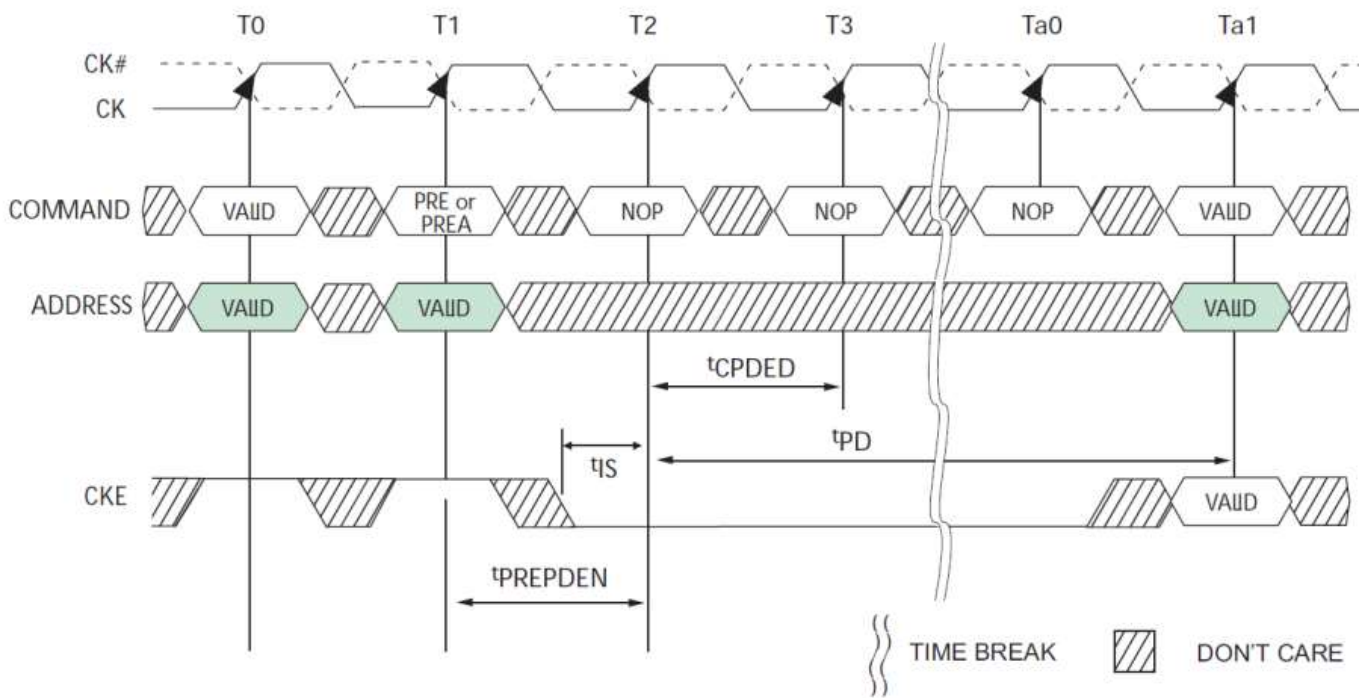 T0 T1 T2 T3 Ta0 Ta1
CK#
CK
COMMAND VALID PRE or PREA NOP NOP NOP VALID
ADDRESS VALID VALID VALID
tCPDED
tPD
tIS
CKE VALID
tPREPDEN
TIME BREAK DON'T CARE